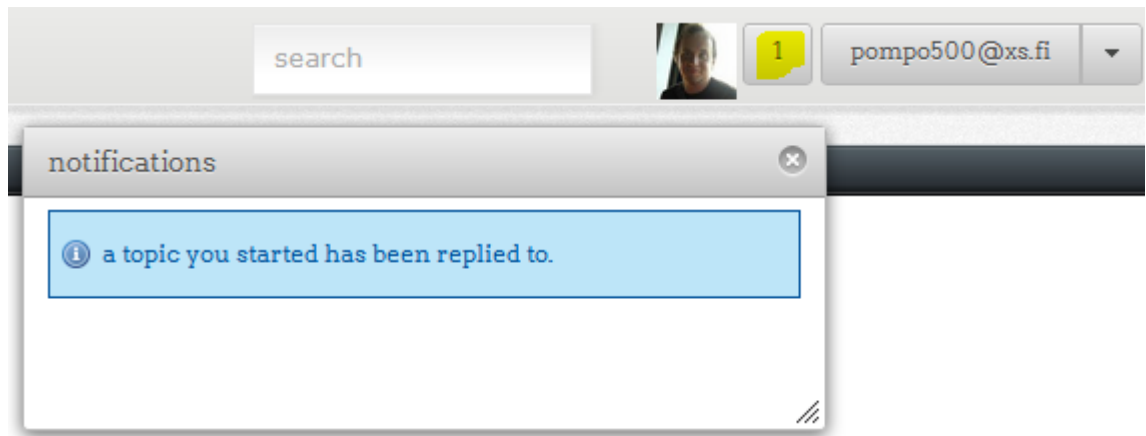 search
1
pompo500@xs.fi
notifications
a topic you started has been replied to.